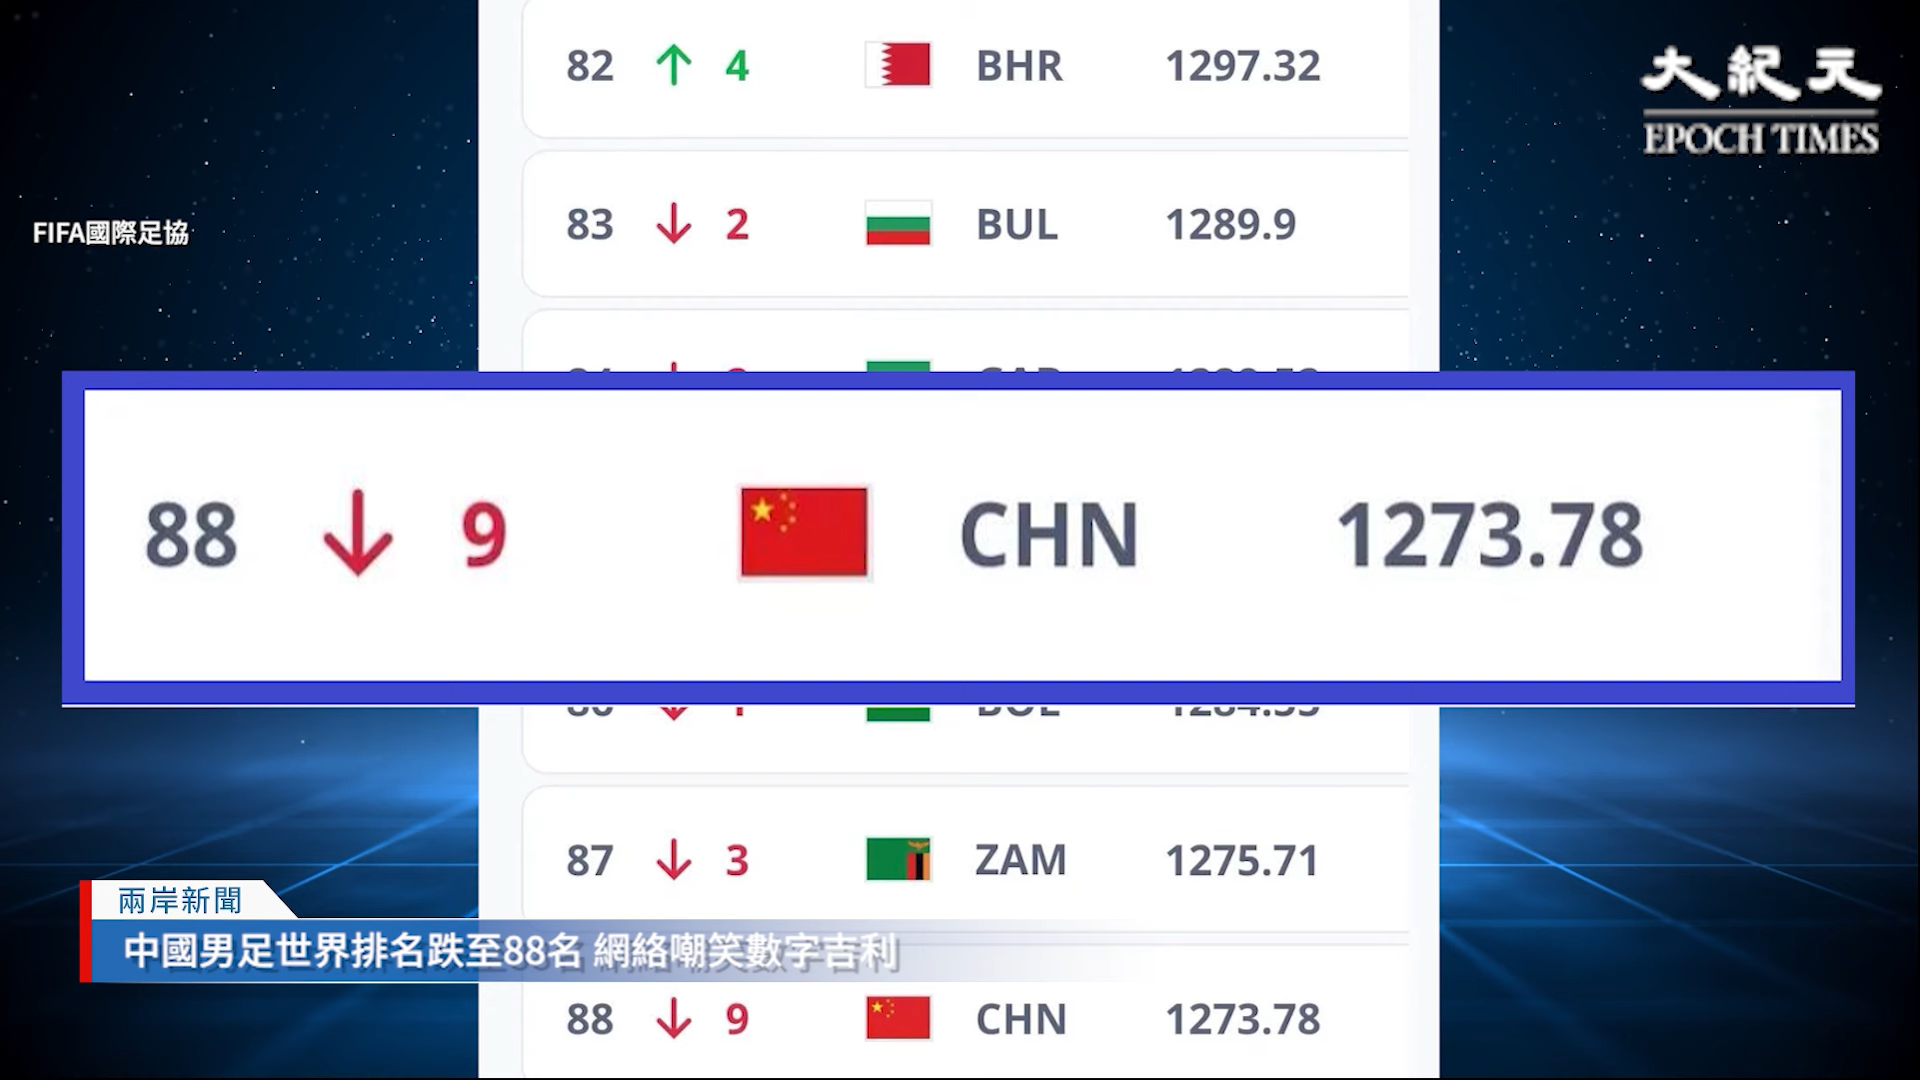 82 ↑ 4 BHR 1297.32
大紀元
EPOCH TIMES
83 ↓ 2 BUL 1289.9
FIFA國際足協
88 ↓ 9 CHN 1273.78
87 ↓ 3 ZAM 1275.71
兩岸新聞
中國男足世界排名跌至88名 網絡嘲笑數字吉利
88 ↓ 9 CHN 1273.78